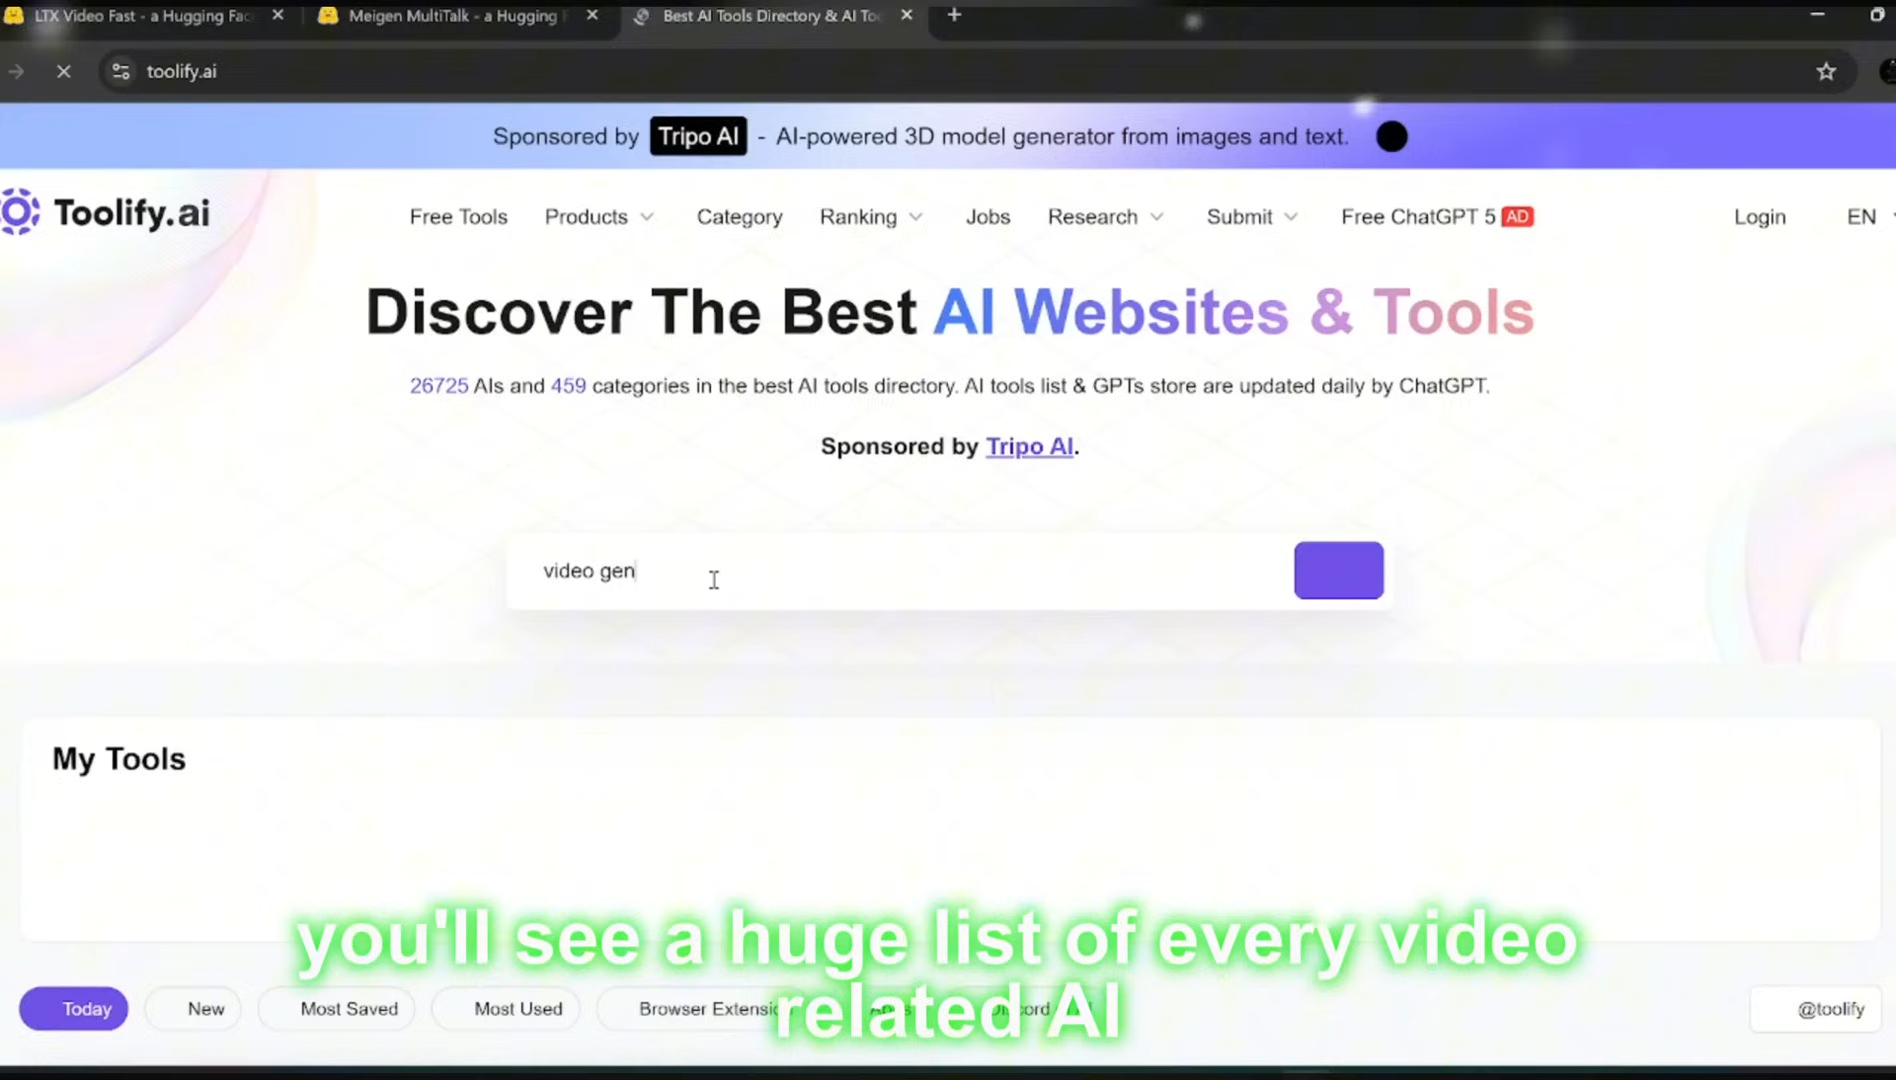 LTX Video Fast - a Hugging Fac
Meigen MultiTalk - a Hugging F
Best AI Tools Directory & AI Too
toolify.ai
Sponsored by Tripo AI - AI-powered 3D model generator from images and text.
Toolify.ai
Free Tools
Products
Category
Ranking
Jobs
Research
Submit
Free ChatGPT 5 AD
Login
EN
Discover The Best AI Websites & Tools
26725 AIs and 459 categories in the best AI tools directory. AI tools list & GPTs store are updated daily by ChatGPT.
Sponsored by Tripo AI.
video gen
My Tools
you'll see a huge list of every video
related AI
Today
New
Most Saved
Most Used
Browser Extensio
@toolify